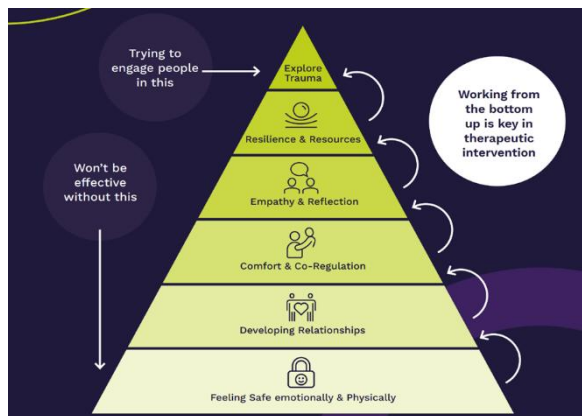 Trying to
engage people
in this
Explore
Trauma
Working from
the bottom
up is key in
therapeutic
intervention
Resilience & Resources
Won't be
effective
without this
Empathy & Reflection
Comfort & Co-Regulation
Developing Relationships
Feeling Safe emotionally & Physically